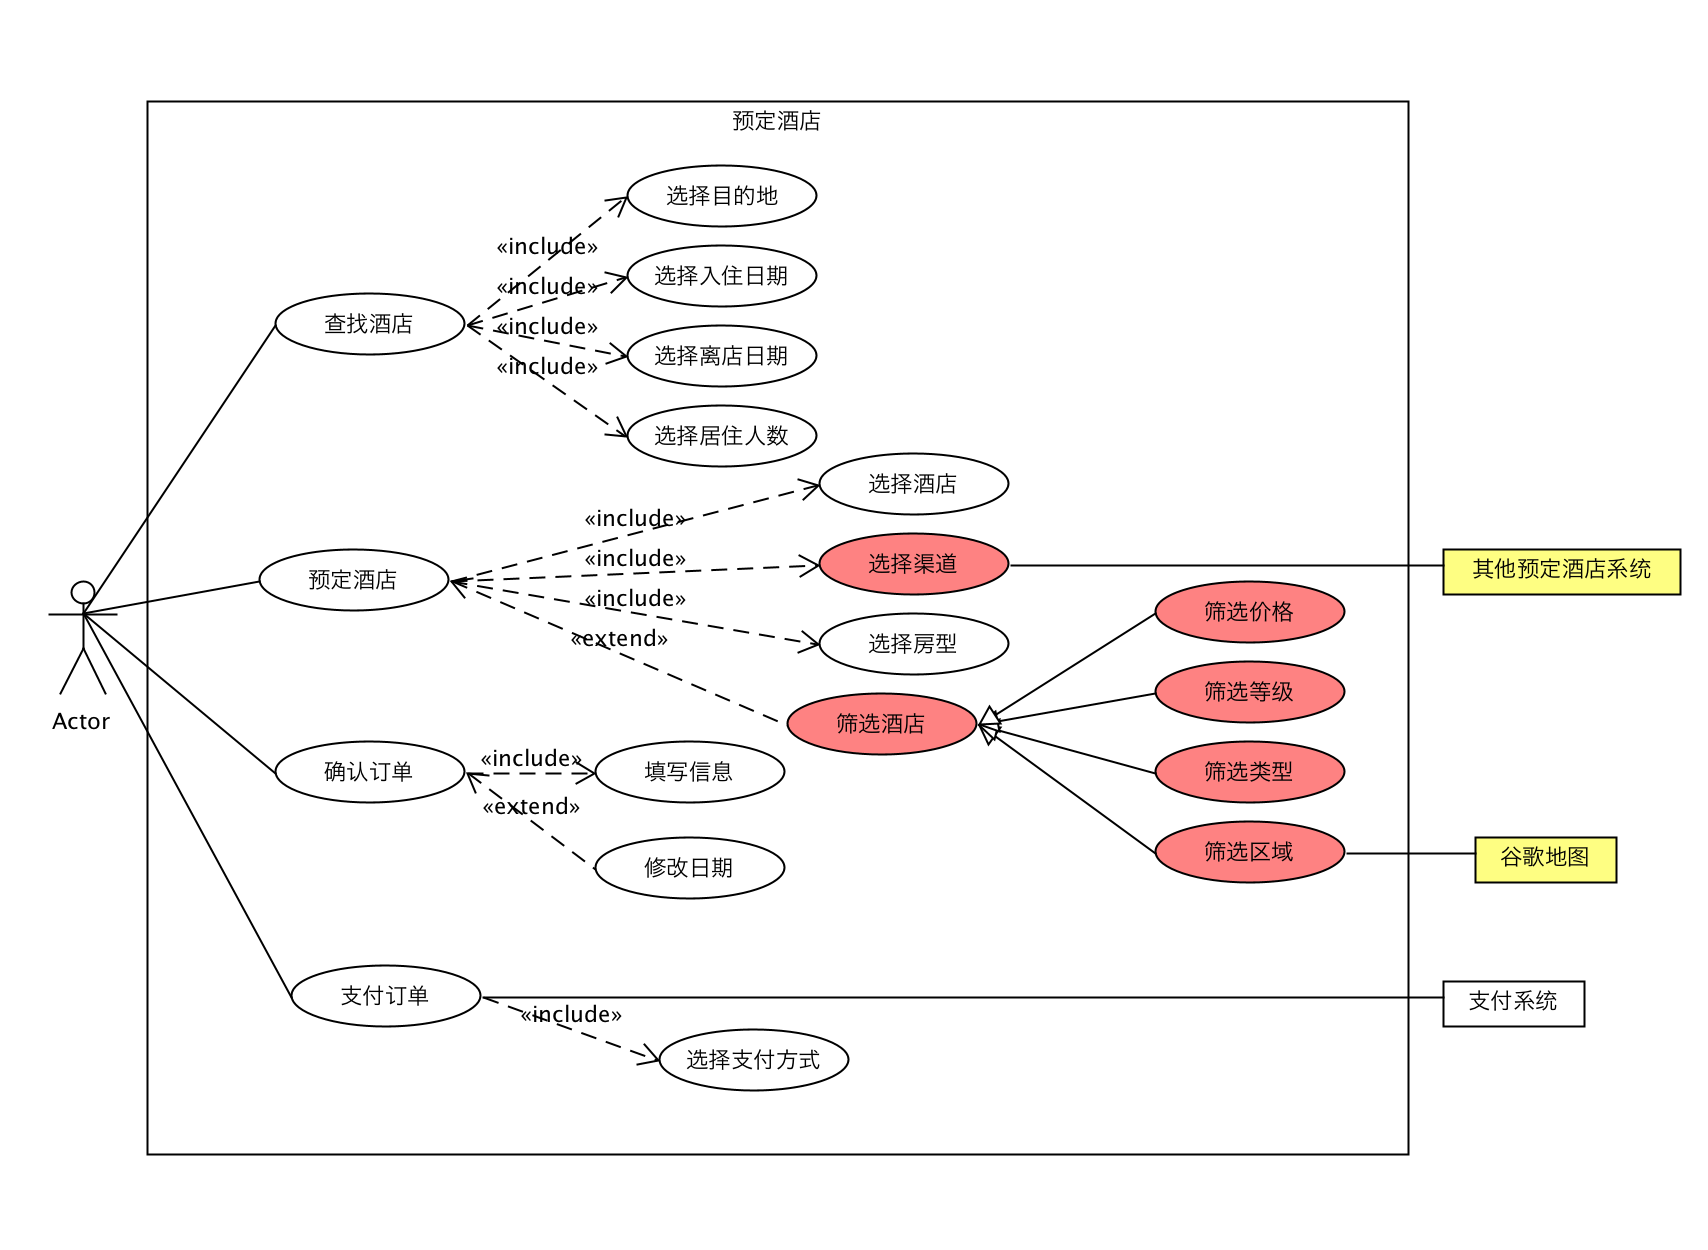 预定酒店
选择目的地
«include»
选择入住日期
«include»
查找酒店
«include»
选择离店日期
«include»
选择居住人数
选择酒店
«include»
«include»
选择渠道
其他预定酒店系统
预定酒店
«include»
筛选价格
«extend»
选择房型
筛选等级
Actor
筛选酒店
«include»
确认订单
填写信息
筛选类型
«extend»
修改日期
筛选区域
谷歌地图
支付订单
支付系统
«include»
选择支付方式